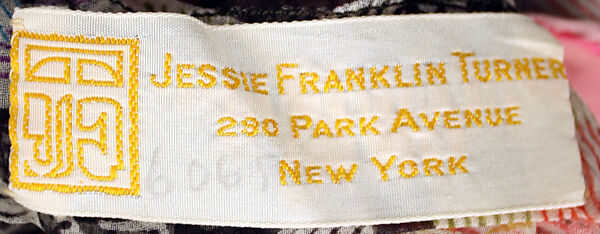 JESSIE FRANKLIN TURNER
290 PARK AVENUE
NEW YORK